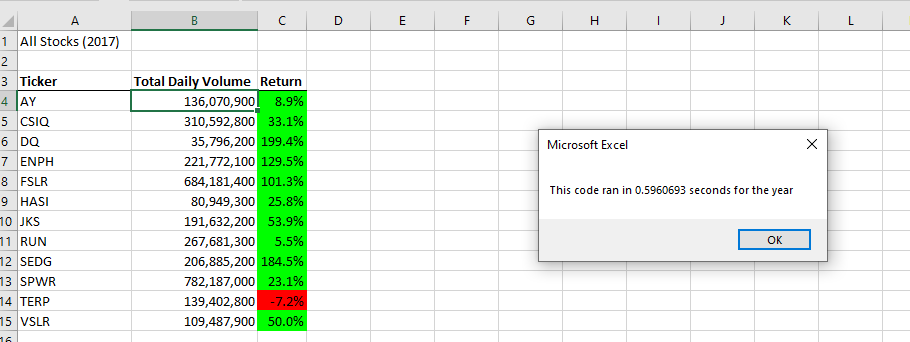 A B C D E F G H I J K L
1 All Stocks (2017)
2
3 Ticker Total Daily Volume Return
4 AY 136,070,900 8.9%
5 CSIQ 310,592,800 33.1%
6 DQ 35,796,200 199.4%
7 ENPH 221,772,100 129.5%
8 FSLR 684,181,400 101.3%
9 HASI 80,949,300 25.8%
10 JKS 191,632,200 53.9%
11 RUN 267,681,300 5.5%
12 SEDG 206,885,200 184.5%
13 SPWR 782,187,000 23.1%
14 TERP 139,402,800 -7.2%
15 VSLR 109,487,900 50.0%
16
Microsoft Excel
This code ran in 0.5960693 seconds for the year
OK